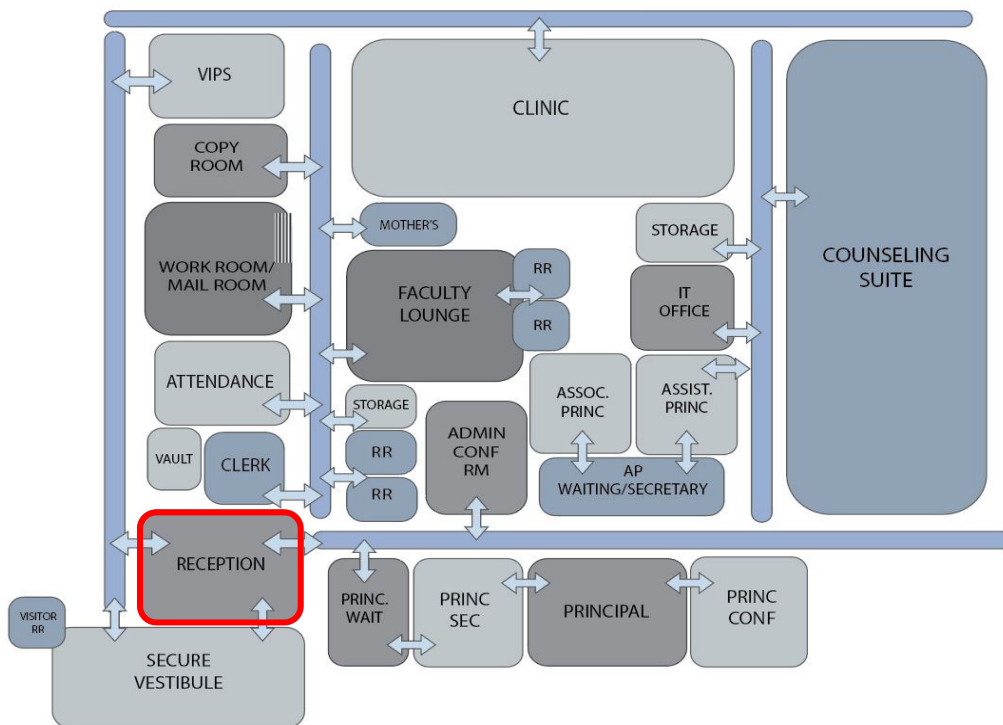 VIPS
COPY
ROOM
CLINIC
MOTHER'S
STORAGE
WORK ROOM/
MAIL ROOM
FACULTY
LOUNGE
RR
RR
IT
OFFICE
COUNSELING
SUITE
ATTENDANCE
STORAGE
ASSOC.
PRINC
ASSIST.
PRINC
VAULT
CLERK
RR
RR
ADMIN
CONF
RM
AP
WAITING/SECRETARY
RECEPTION
PRINC.
WAIT
PRINC
SEC
PRINCIPAL
PRINC
CONF
VISITOR
RR
SECURE
VESTIBULE